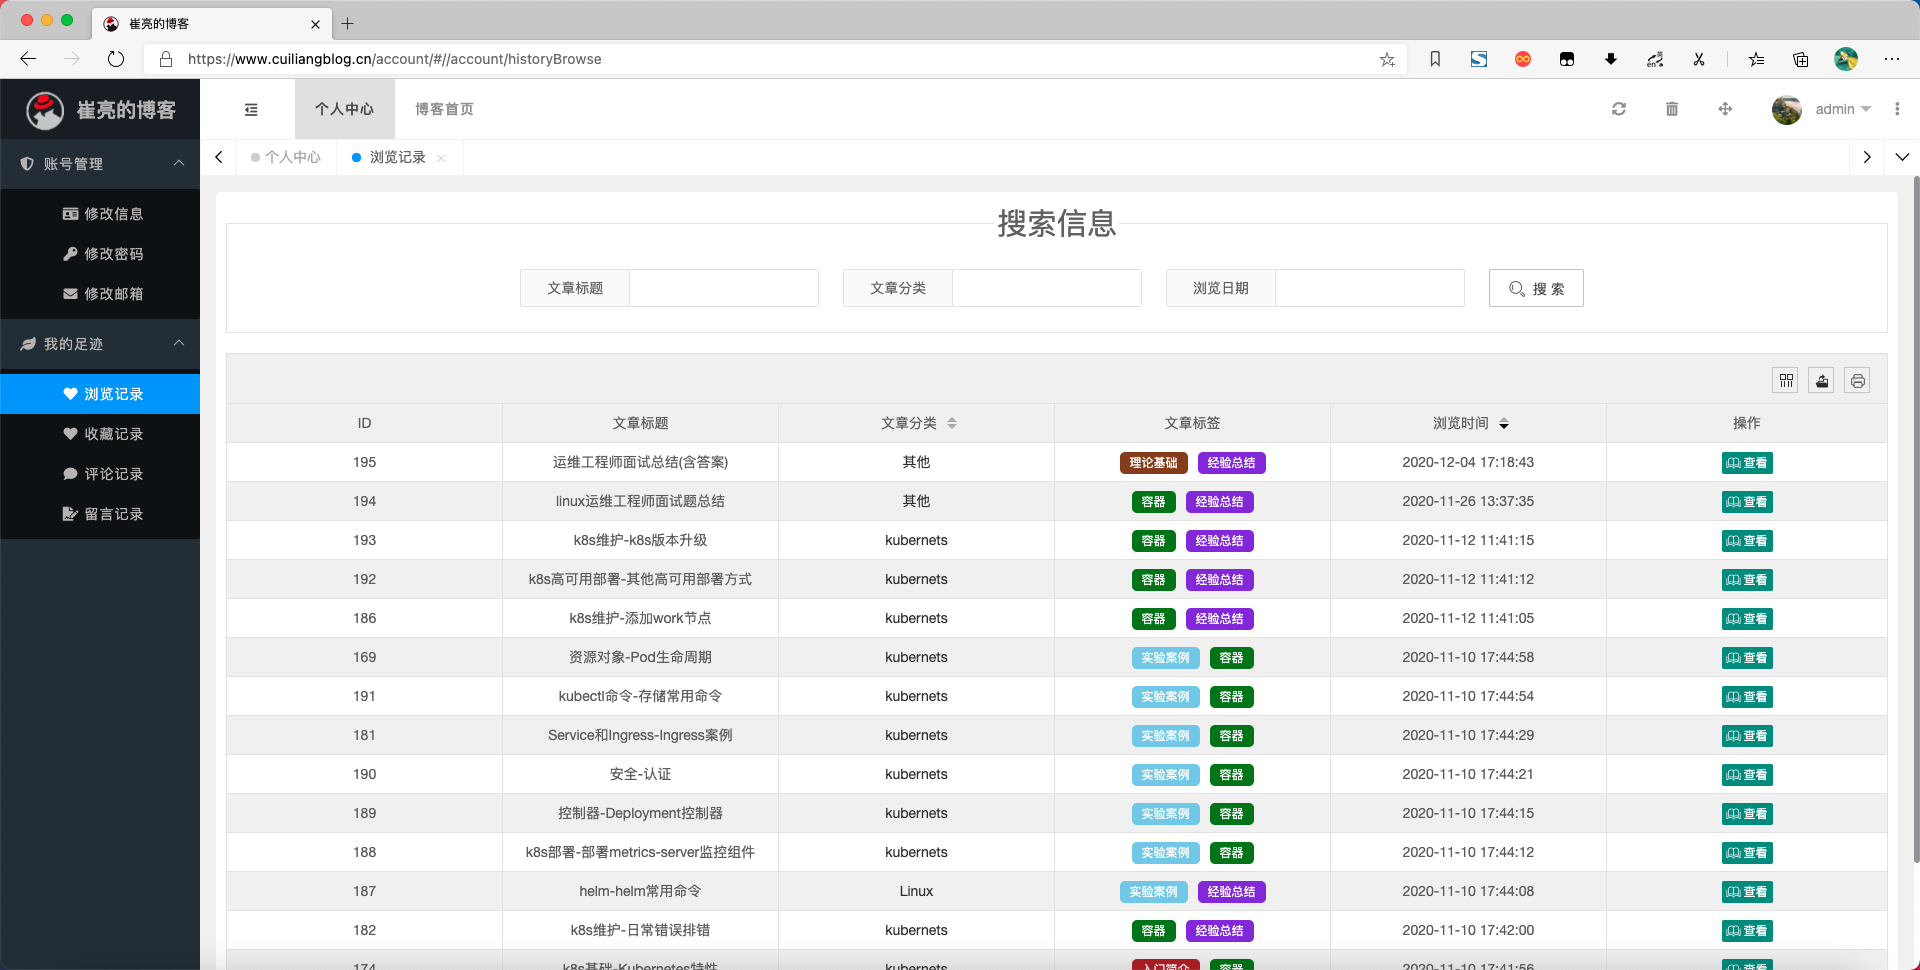 崔亮的博客
https://www.cuiliangblog.cn/account/#//account/historyBrowse
崔亮的博客
个人中心
博客首页
admin
账号管理
修改信息
修改密码
修改邮箱
我的足迹
浏览记录
收藏记录
评论记录
留言记录
个人中心
浏览记录
搜索信息
文章标题
文章分类
浏览日期
搜 索
ID 文章标题 文章分类 文章标签 浏览时间 操作
195 运维工程师面试总结(含答案) 其他 理论基础 经验总结 2020-12-04 17:18:43 查看
194 linux运维工程师面试题总结 其他 容器 经验总结 2020-11-26 13:37:35 查看
193 k8s维护-k8s版本升级 kubernets 容器 经验总结 2020-11-12 11:41:15 查看
192 k8s高可用部署-其他高可用部署方式 kubernets 容器 经验总结 2020-11-12 11:41:12 查看
186 k8s维护-添加work节点 kubernets 容器 经验总结 2020-11-12 11:41:05 查看
169 资源对象-Pod生命周期 kubernets 实验案例 容器 2020-11-10 17:44:58 查看
191 kubectl命令-存储常用命令 kubernets 实验案例 容器 2020-11-10 17:44:54 查看
181 Service和Ingress-Ingress案例 kubernets 实验案例 容器 2020-11-10 17:44:29 查看
190 安全-认证 kubernets 实验案例 容器 2020-11-10 17:44:21 查看
189 控制器-Deployment控制器 kubernets 实验案例 容器 2020-11-10 17:44:15 查看
188 k8s部署-部署metrics-server监控组件 kubernets 实验案例 容器 2020-11-10 17:44:12 查看
187 helm-helm常用命令 Linux 实验案例 经验总结 2020-11-10 17:44:08 查看
182 k8s维护-日常错误排错 kubernets 容器 经验总结 2020-11-10 17:42:00 查看
174 k8s基础-Kubernetes特性 kubernets 入门简介 容器 2020-11-10 17:41:56 查看